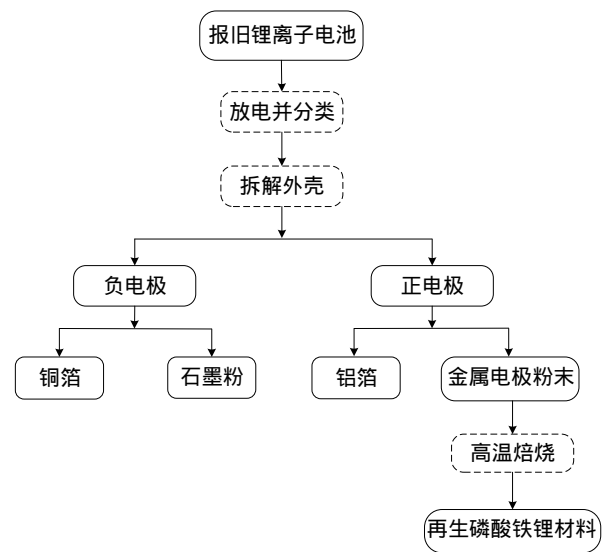 报旧锂离子电池
放电并分类
拆解外壳
负电极
正电极
铜箔
石墨粉
铝箔
金属电极粉末
高温焙烧
再生磷酸铁锂材料